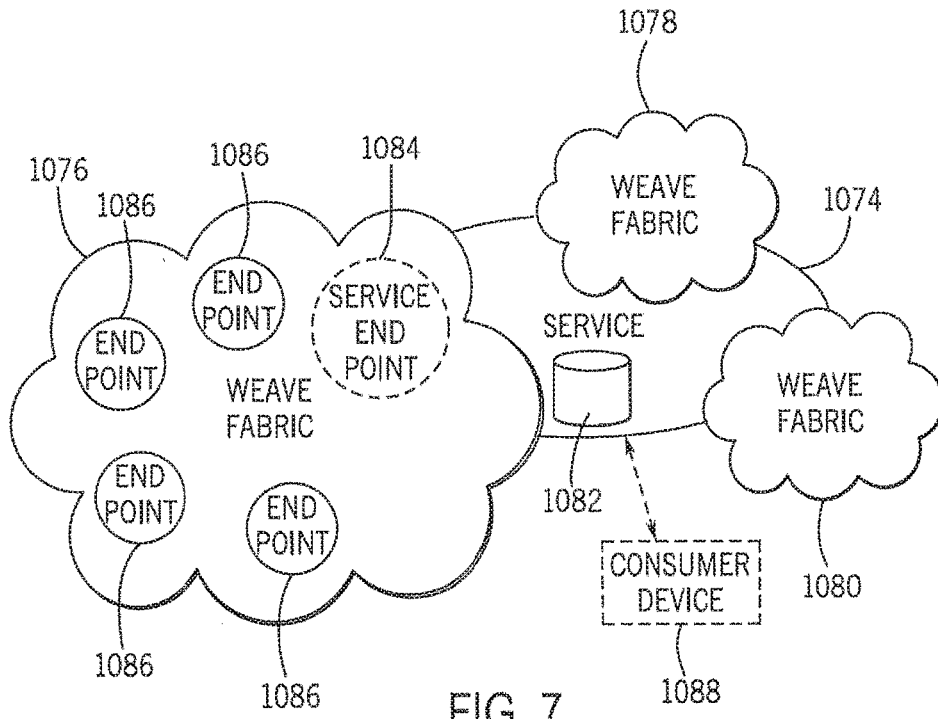 1078
1076
1086
1086
1084
1074
WEAVE
FABRIC
END
POINT
SERVICE
END
POINT
SERVICE
END
POINT
WEAVE
FABRIC
WEAVE
FABRIC
END
POINT
END
POINT
1082
CONSUMER
DEVICE
1080
1086
1086
1088
FIG. 7